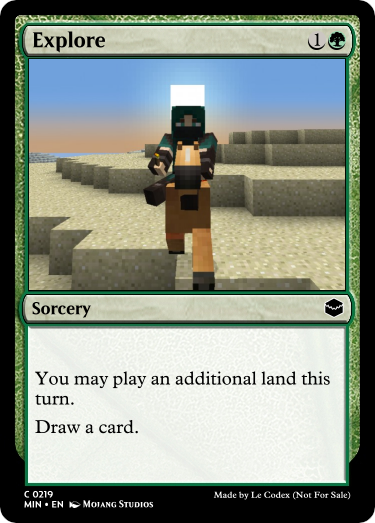 Explore 1
Sorcery
You may play an additional land this
turn.
Draw a card.
C 0219
MIN • EN Mojang Studios
Made by Le Codex (Not For Sale)